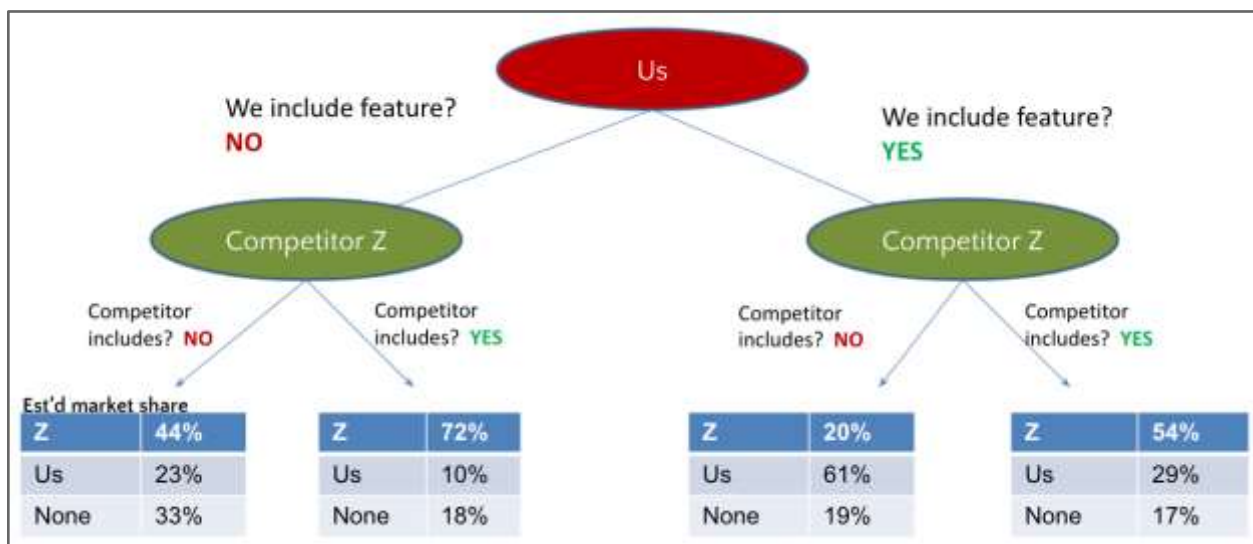 Us
We include feature?
NO
We include feature?
YES
Competitor Z
Competitor Z
Competitor
includes? NO
Competitor
includes? YES
Competitor
includes? NO
Competitor
includes? YES
Est'd market share
Z 44%
Us 23%
None 33%
Z 72%
Us 10%
None 18%
Z 20%
Us 61%
None 19%
Z 54%
Us 29%
None 17%